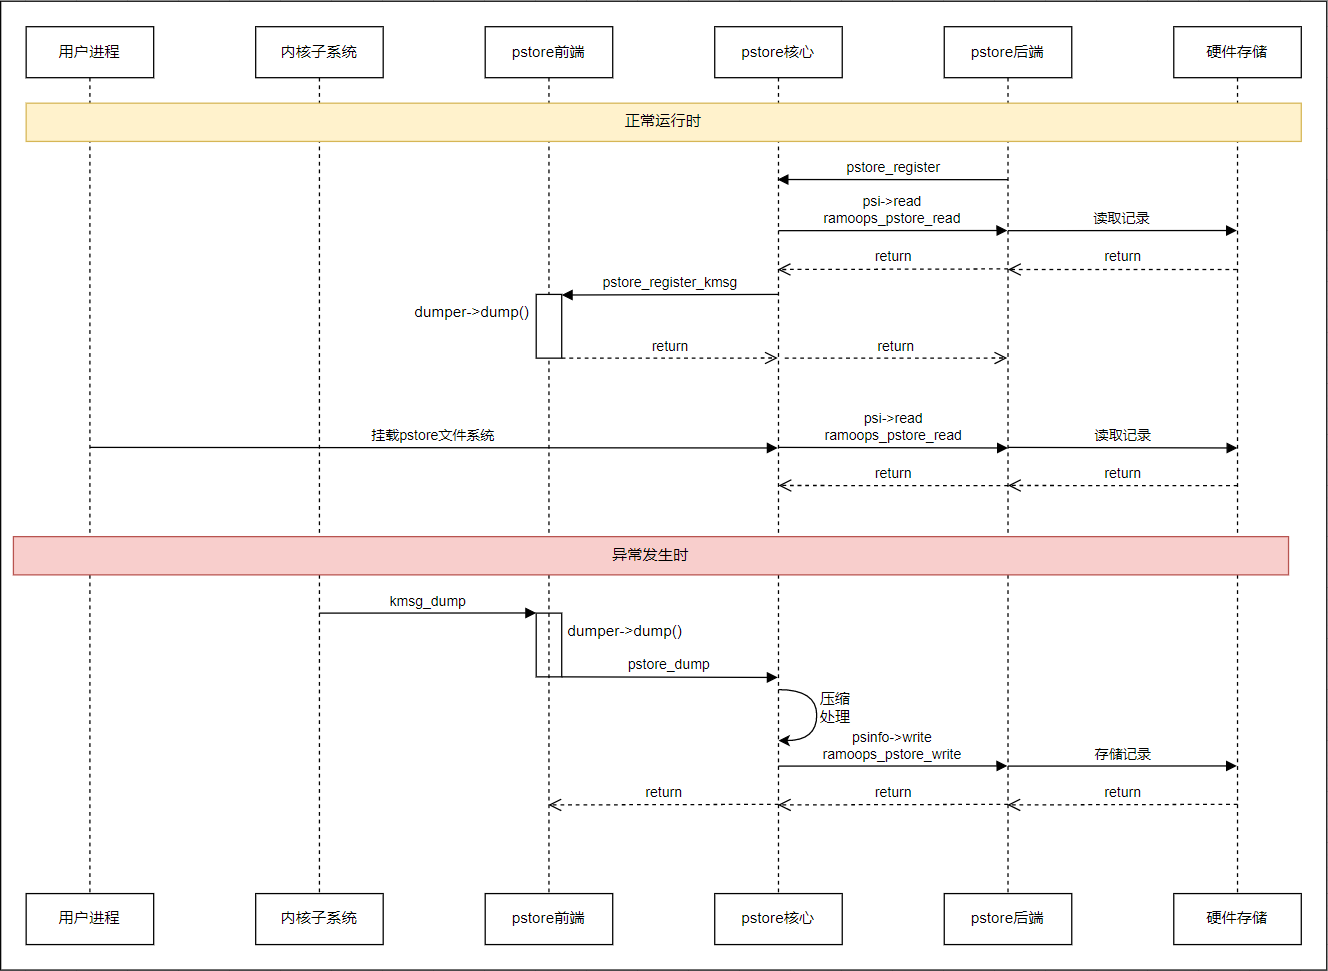 用户进程
内核子系统
pstore前端
pstore核心
pstore后端
硬件存储
正常运行时
pstore_register
psi->read
ramoops_pstore_read
读取记录
return
return
pstore_register_kmsg
dumper->dump()
return
return
挂载pstore文件系统
psi->read
ramoops_pstore_read
读取记录
return
return
异常发生时
kmsg_dump
dumper->dump()
pstore_dump
压缩
处理
psinfo->write
ramoops_pstore_write
存储记录
return
return
return
用户进程
内核子系统
pstore前端
pstore核心
pstore后端
硬件存储